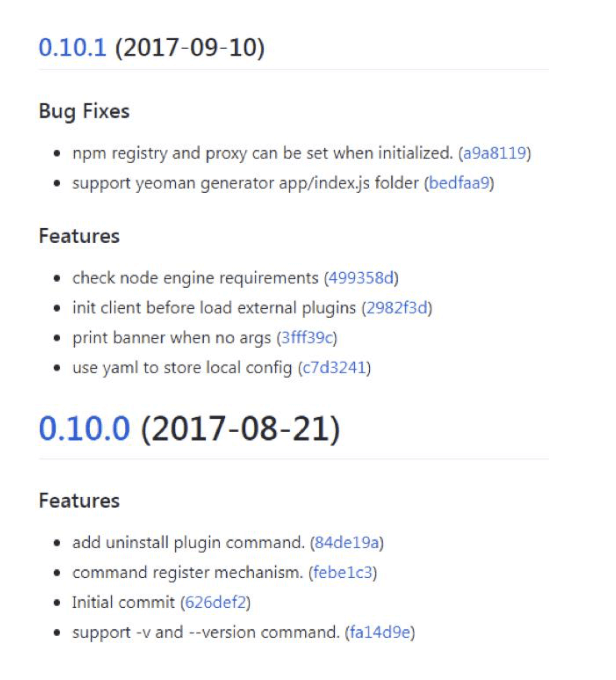 0.10.1 (2017-09-10)
Bug Fixes
• npm registry and proxy can be set when initialized. (a9a8119)
• support yeoman generator app/index.js folder (bedfaa9)
Features
• check node engine requirements (499358d)
• init client before load external plugins (2982f3d)
• print banner when no args (3fff39c)
• use yaml to store local config (c7d3241)
0.10.0 (2017-08-21)
Features
• add uninstall plugin command. (84de19a)
• command register mechanism. (febe1c3)
• Initial commit (626def2)
• support -v and --version command. (fa14d9e)